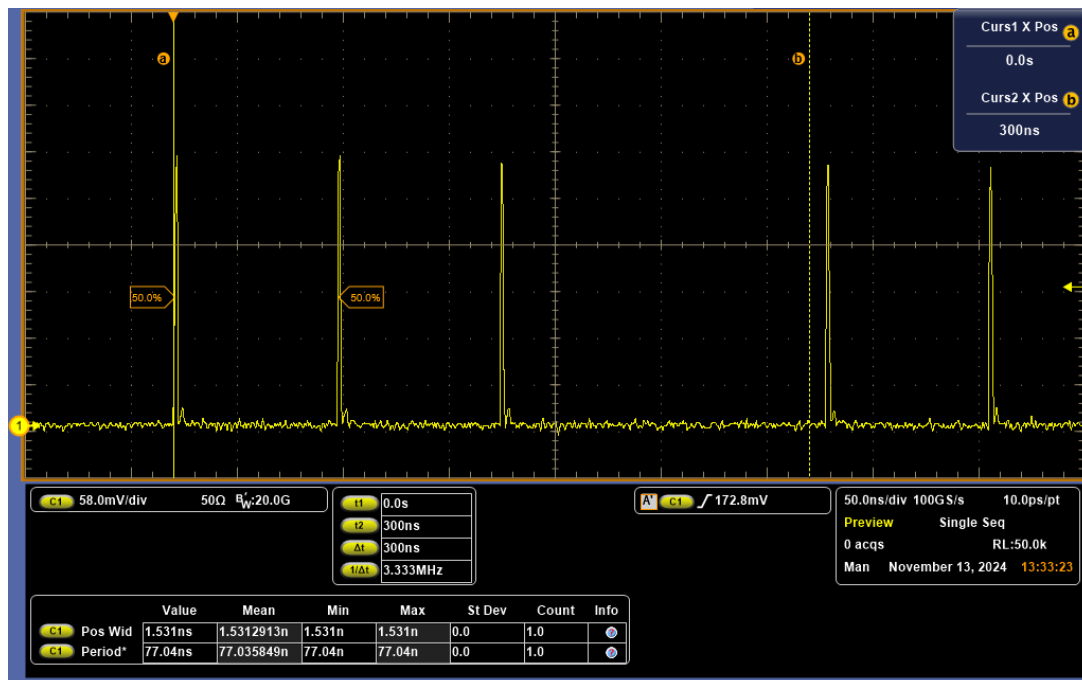 Curs1 X Pos a
0.0s
Curs2 X Pos b
300ns
a
b
50.0%
50.0%
1
C1 58.0mV/div 50Ω B'W:20.0G
t1 0.0s
t2 300ns
Δt 300ns
1/Δt 3.333MHz
A' C1 172.8mV
50.0ns/div 100GS/s 10.0ps/pt
Preview Single Seq
0 acqs RL:50.0k
Man November 13, 2024 13:33:23
Value Mean Min Max St Dev Count Info
C1 Pos Wid 1.531ns 1.5312913n 1.531n 1.531n 0.0 1.0
C1 Period* 77.04ns 77.035849n 77.04n 77.04n 0.0 1.0